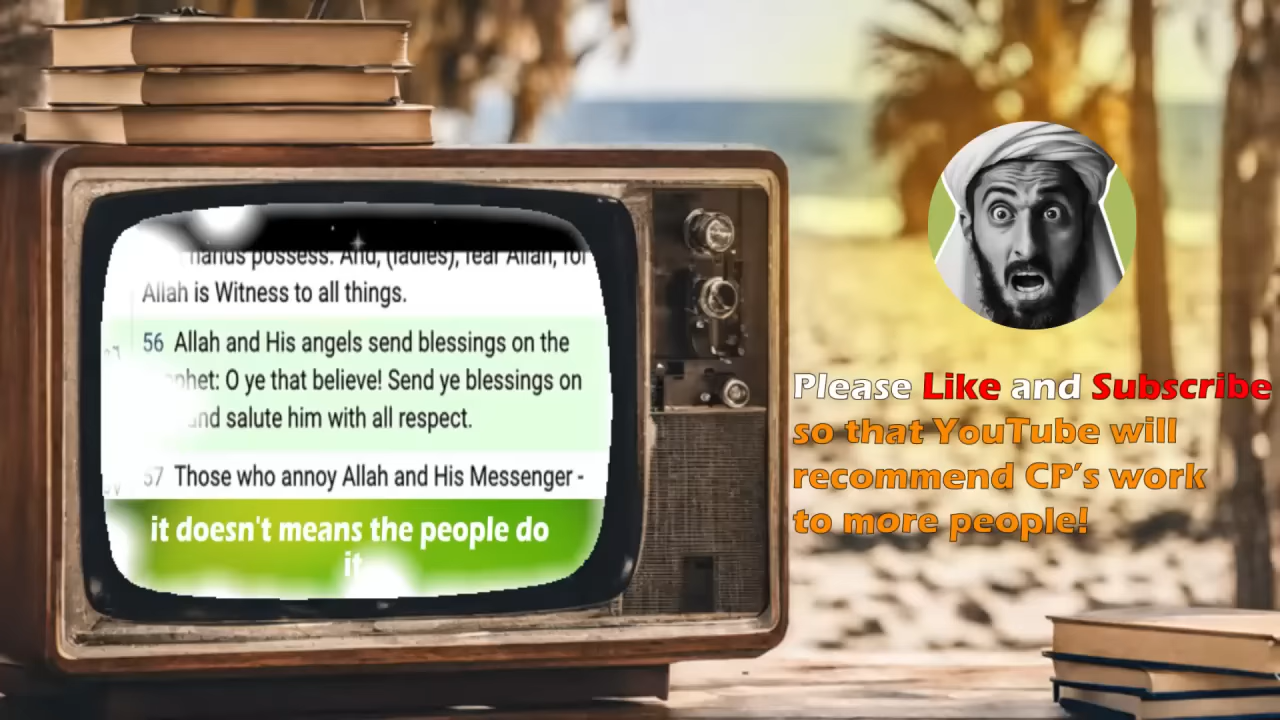 hands possess. And, (ladies), fear Allah, for
Allah is Witness to all things.
56 Allah and His angels send blessings on the
phet: O ye that believe! Send ye blessings on
and salute him with all respect.
57 Those who annoy Allah and His Messenger -
it doesn't means the people do
it
Please Like and Subscribe
so that YouTube will
recommend CP's work
to more people!